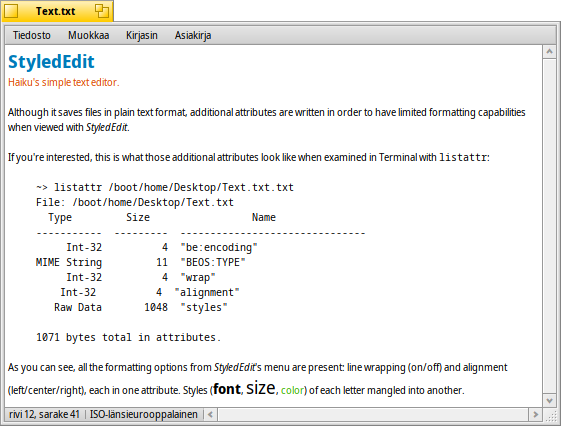 Text.txt
Tiedosto Muokkaa Kirjasin Asiakirja
StyledEdit
Haiku's simple text editor.
Although it saves files in plain text format, additional attributes are written in order to have limited formatting capabilities
when viewed with StyledEdit.
If you're interested, this is what those additional attributes look like when examined in Terminal with listattr:
~> listattr /boot/home/Desktop/Text.txt.txt
File: /boot/home/Desktop/Text.txt
Type Size Name
----------- --------- -------------------------------
Int-32 4 "be:encoding"
MIME String 11 "BEOS:TYPE"
Int-32 4 "wrap"
Int-32 4 "alignment"
Raw Data 1048 "styles"
1071 bytes total in attributes.
As you can see, all the formatting options from StyledEdit's menu are present: line wrapping (on/off) and alignment
(left/center/right), each in one attribute. Styles (font, size, color) of each letter mangled into another.
rivi 12, sarake 41 ISO-länsieurooppalainen